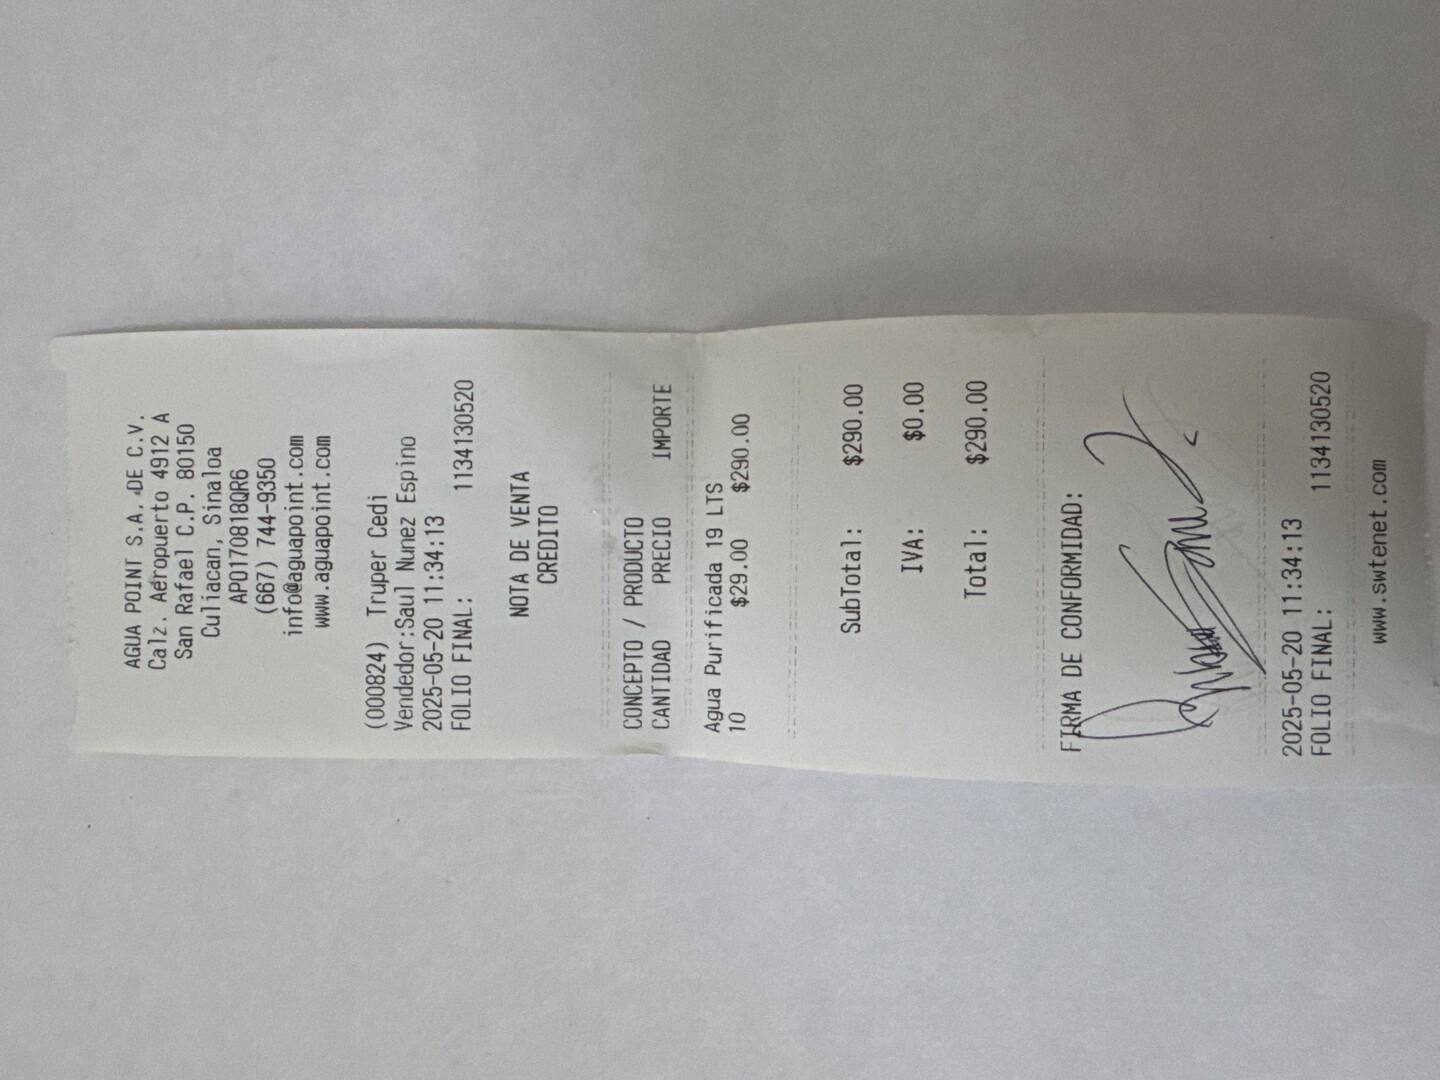 AGUA POINT S.A. DE C.V.
Calz. Aeropuerto 4912 A
San Rafael C.P. 80150
Culiacan, Sinaloa
APO170818QR6
(667) 744-9350
info@aguapoint.com
www.aguapoint.com
(000824) Truper Cedi
Vendedor:Saul Nunez Espino
2025-05-20 11:34:13
FOLIO FINAL: 1134130520
NOTA DE VENTA
CREDITO
CONCEPTO / PRODUCTO
CANTIDAD PRECIO IMPORTE
Agua Purificada 19 LTS
10 $29.00 $290.00
SubTotal: $290.00
IVA: $0.00
Total: $290.00
FIRMA DE CONFORMIDAD:
2025-05-20 11:34:13
FOLIO FINAL: 1134130520
www.swtenet.com